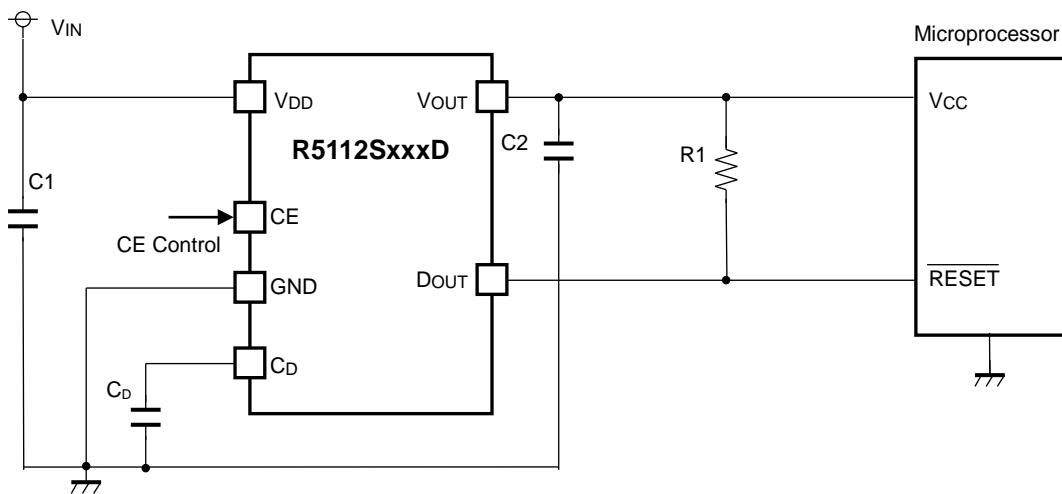 VIN
Microprocessor
VDD
VOUT
VCC
R5112SxxxD
C2
R1
C1
CE
CE Control
GND
DOUT
RESET
CD
CD